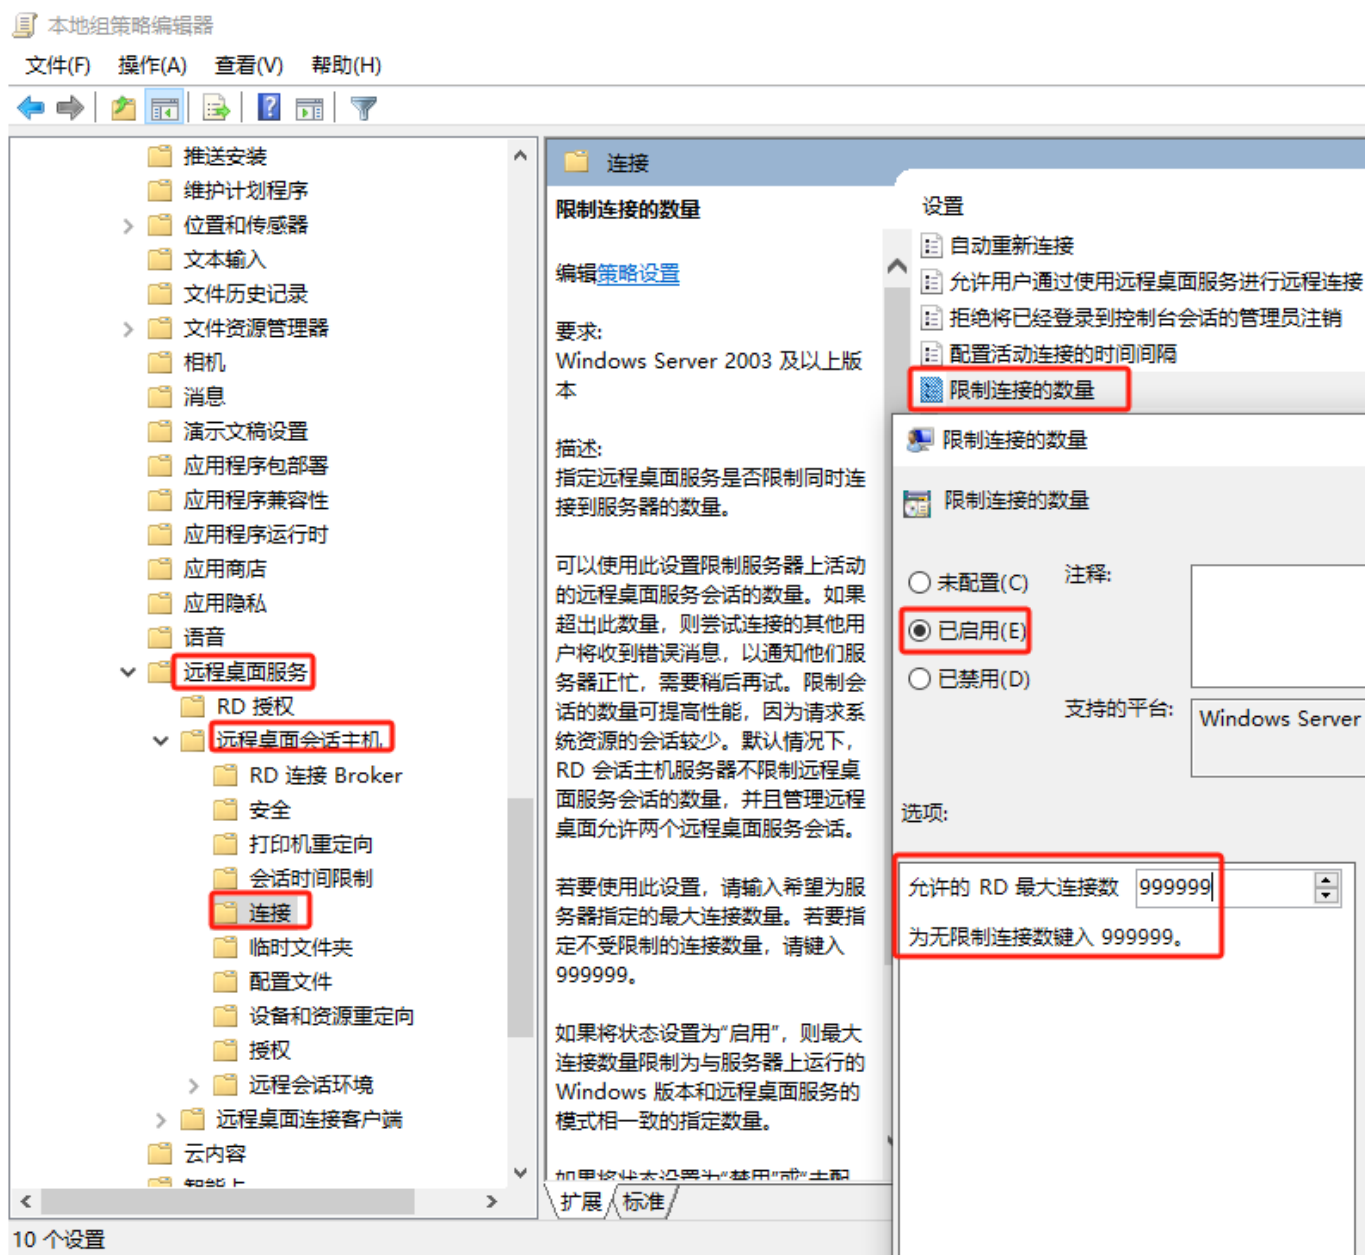 本地组策略编辑器
文件(F) 操作(A) 查看(V) 帮助(H)
推送安装
维护计划程序
位置和传感器
文本输入
文件历史记录
文件资源管理器
相机
消息
演示文稿设置
应用程序包部署
应用程序兼容性
应用程序运行时
应用商店
应用隐私
语音
远程桌面服务
RD 授权
远程桌面会话主机
RD 连接 Broker
安全
打印机重定向
会话时间限制
连接
临时文件夹
配置文件
设备和资源重定向
授权
远程会话环境
远程桌面连接客户端
云内容
智能卡
连接
限制连接的数量
编辑策略设置
要求:
Windows Server 2003 及以上版
本
描述:
指定远程桌面服务是否限制同时连
接到服务器的数量。
可以使用此设置限制服务器上活动
的远程桌面服务会话的数量。如果
超出此数量，则尝试连接的其他用
户将收到错误消息，以通知他们服
务器正忙，需要稍后再试。限制会
话的数量可提高性能，因为请求系
统资源的会话较少。默认情况下，
RD 会话主机服务器不限制远程桌
面服务会话的数量，并且管理远程
桌面允许两个远程桌面服务会话。
若要使用此设置，请输入希望为服
务器指定的最大连接数量。若要指
定不受限制的连接数量，请键入
999999。
如果将状态设置为“启用”，则最大
连接数量限制为与服务器上运行的
Windows 版本和远程桌面服务的
模式相一致的指定数量。
如果将状态设置为“禁用”或“未配
扩展 标准
设置
自动重新连接
允许用户通过使用远程桌面服务进行远程连接
拒绝将已经登录到控制台会话的管理员注销
配置活动连接的时间间隔
限制连接的数量
限制连接的数量
限制连接的数量
未配置(C) 注释:
已启用(E)
已禁用(D)
支持的平台: Windows Server
选项:
允许的 RD 最大连接数 999999
为无限制连接数键入 999999。
10 个设置